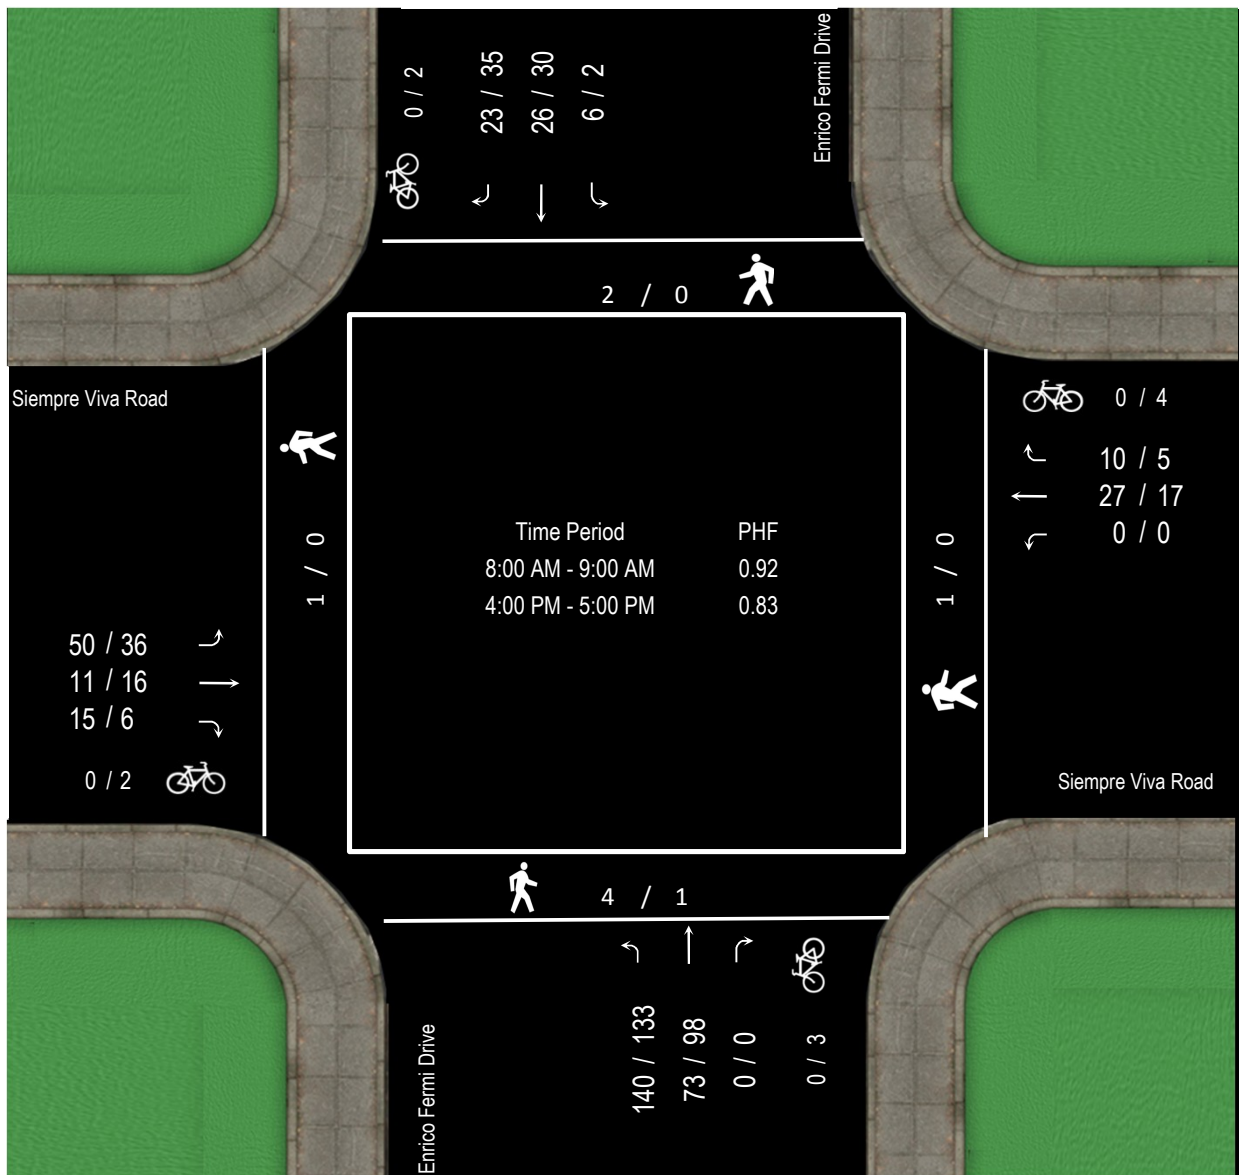 Enrico Fermi Drive
0 / 2
23 / 35
26 / 30
6 / 2
2 / 0
Siempre Viva Road
0 / 4
10 / 5
27 / 17
0 / 0
1 / 0
Time Period PHF
8:00 AM - 9:00 AM 0.92
4:00 PM - 5:00 PM 0.83
1 / 0
50 / 36
11 / 16
15 / 6
0 / 2
Siempre Viva Road
4 / 1
140 / 133
73 / 98
0 / 0
0 / 3
Enrico Fermi Drive